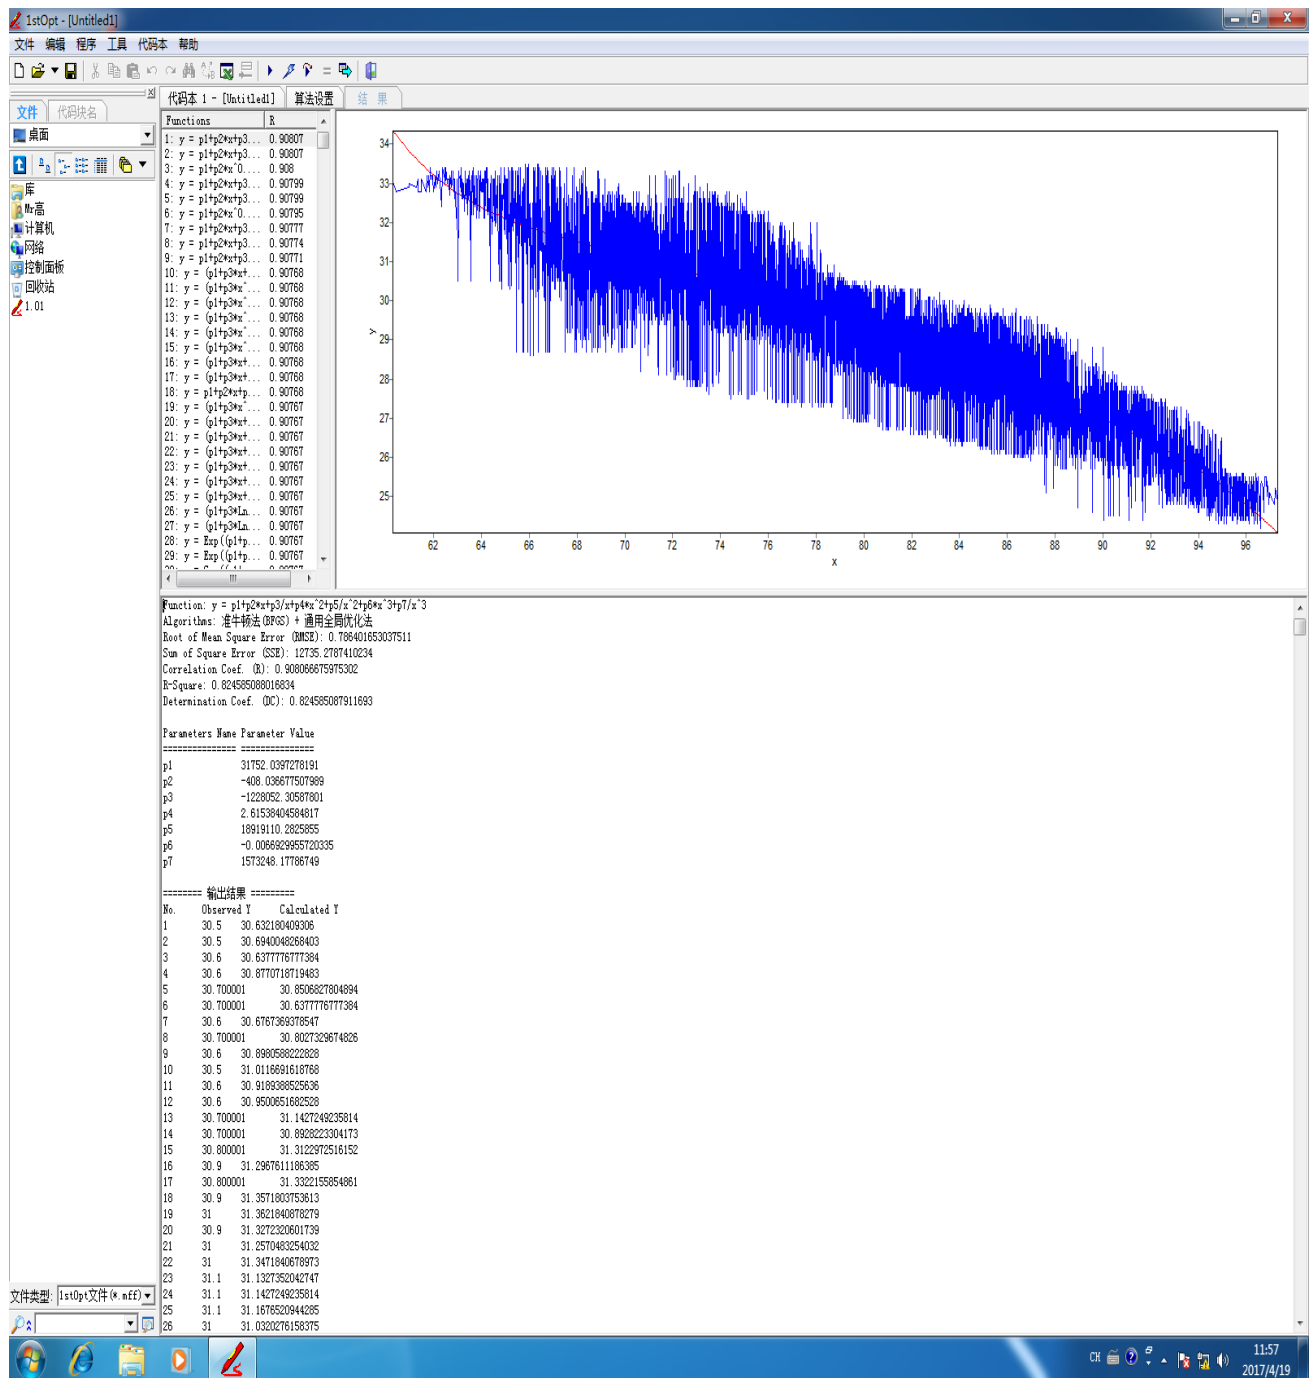 1stOpt - [Untitled1]
文件 编辑 程序 工具 代码本 帮助
代码本 1 - [Untitled1] 算法设置 结 果
文件 代码块名
桌面
库
Mr高
计算机
网络
控制面板
回收站
1.01
Functions R
1: y = p1+p2*x+p3... 0.90807
2: y = p1+p2*x+p3... 0.90807
3: y = p1+p2*x^0.... 0.908
4: y = p1+p2*x+p3... 0.90799
5: y = p1+p2*x+p3... 0.90799
6: y = p1+p2*x^0.... 0.90795
7: y = p1+p2*x+p3... 0.90777
8: y = p1+p2*x+p3... 0.90774
9: y = p1+p2*x+p3... 0.90771
10: y = (p1+p3*x+... 0.90768
11: y = (p1+p3*x^... 0.90768
12: y = (p1+p3*x^... 0.90768
13: y = (p1+p3*x^... 0.90768
14: y = (p1+p3*x^... 0.90768
15: y = (p1+p3*x^... 0.90768
16: y = (p1+p3*x+... 0.90768
17: y = (p1+p3*x+... 0.90768
18: y = p1+p2*x+p... 0.90768
19: y = (p1+p3*x^... 0.90767
20: y = (p1+p3*x+... 0.90767
21: y = (p1+p3*x+... 0.90767
22: y = (p1+p3*x+... 0.90767
23: y = (p1+p3*x+... 0.90767
24: y = (p1+p3*x+... 0.90767
25: y = (p1+p3*x+... 0.90767
26: y = (p1+p3*Ln... 0.90767
27: y = (p1+p3*Ln... 0.90767
28: y = Exp((p1+p... 0.90767
29: y = Exp((p1+p... 0.90767
34
33
32
31
30
29
28
27
26
25
Y
62 64 66 68 70 72 74 76 78 80 82 84 86 88 90 92 94 96
x
Function: y = p1+p2*x+p3/x+p4*x^2+p5/x^2+p6*x^3+p7/x^3
Algorithms: 准牛顿法(BFGS) + 通用全局优化法
Root of Mean Square Error (RMSE): 0.786401653037511
Sum of Square Error (SSE): 12735.2787410234
Correlation Coef. (R): 0.908066675975302
R-Square: 0.824585088016834
Determination Coef. (DC): 0.824585087911693
Parameters Name Parameter Value
=============== ===============
p1 31752.0397278191
p2 -408.036677507989
p3 -1228052.30587801
p4 2.61538404584817
p5 18919110.2825855
p6 -0.0066929955720335
p7 1573248.17786749
======== 输出结果 =========
No. Observed Y Calculated Y
1 30.5 30.632180409306
2 30.5 30.6940048268403
3 30.6 30.6377776777384
4 30.6 30.8770718719483
5 30.700001 30.8506827804894
6 30.700001 30.6377776777384
7 30.6 30.6767369378547
8 30.700001 30.8027329674826
9 30.6 30.8980588222828
10 30.5 31.0116691618768
11 30.6 30.9189388525636
12 30.6 30.9500651682528
13 30.700001 31.1427249235814
14 30.700001 30.8928223304173
15 30.800001 31.3122972516152
16 30.9 31.2967611186385
17 30.800001 31.3322155854861
18 30.9 31.3571803753613
19 31 31.3621840878279
20 30.9 31.3272320601739
21 31 31.2570483254032
22 31 31.3471840678973
23 31.1 31.1327352042747
24 31.1 31.1427249235814
25 31.1 31.1676520944285
26 31 31.0320276158375
文件类型: 1stOpt文件(*.mff)
CH
11:57
2017/4/19